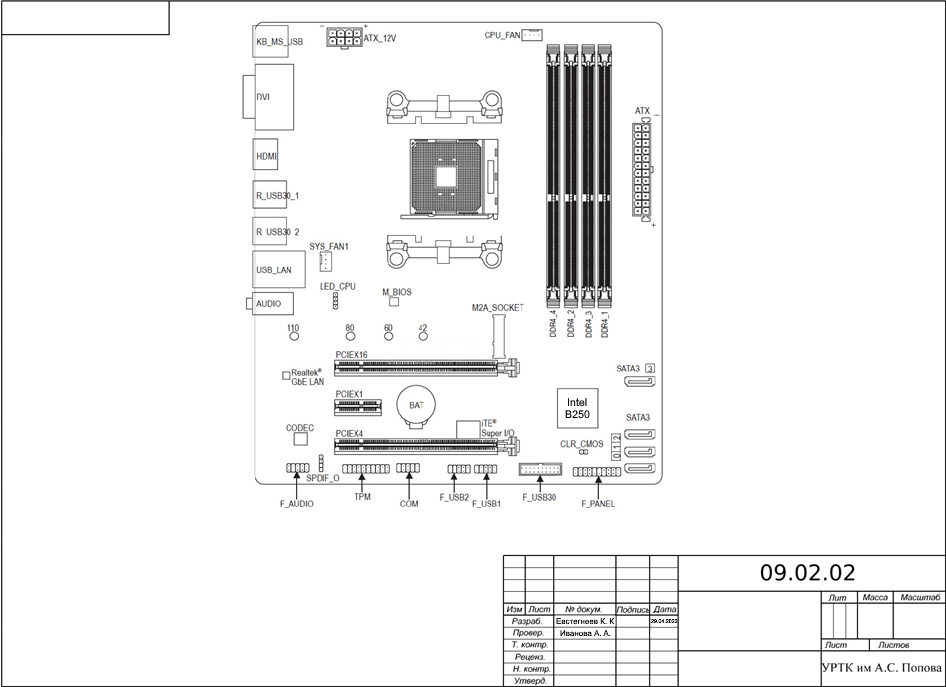 KB_MS_USB
ATX_12V
CPU_FAN
DVI
ATX
HDMI
R_USB30_1
R_USB30_2
SYS_FAN1
USB_LAN
LED_CPU
M_BIOS
AUDIO
M2A_SOCKET
DDR4_4
DDR4_2
DDR4_3
DDR4_1
110
80
60
42
PCIEX16
Realtek®
GbE LAN
SATA3 3
PCIEX1
BAT
Intel
B250
SATA3
CODEC
PCIEX4
iTE®
Super I/O
CLR_CMOS
0 1 2
SPDIF_O
F_AUDIO
TPM
COM
F_USB2
F_USB1
F_USB30
F_PANEL
09.02.02
Лит Масса Масштаб
Изм Лист № докум. Подпись Дата
Разраб. Евстегнеев К. К 29.04.2022
Провер. Иванова А. А.
Т. контр. Лист Листов
Реценз.
Н. контр. УРТК им А.С. Попова
Утверд.